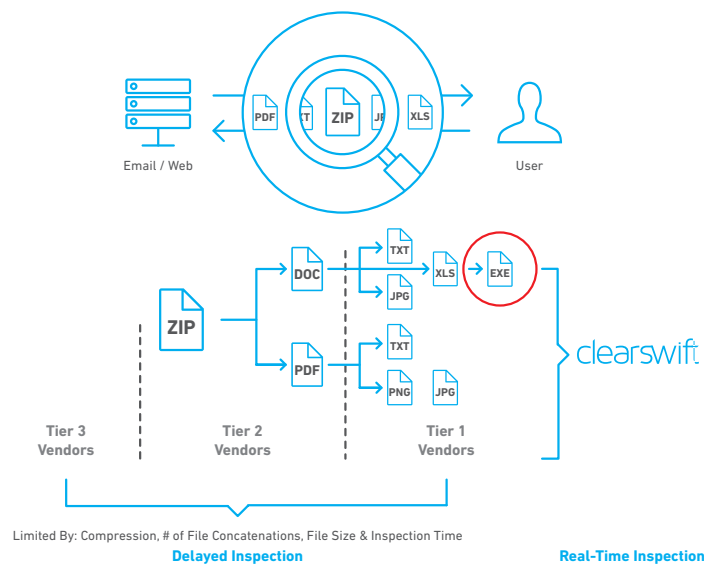 PDF
ZIP
XLS
Email / Web
User
TXT
DOC
XLS
EXE
JPG
ZIP
TXT
PDF
PNG
JPG
clearswift
Tier 3
Vendors
Tier 2
Vendors
Tier 1
Vendors
Limited By: Compression, # of File Concatenations, File Size & Inspection Time
Delayed Inspection
Real-Time Inspection